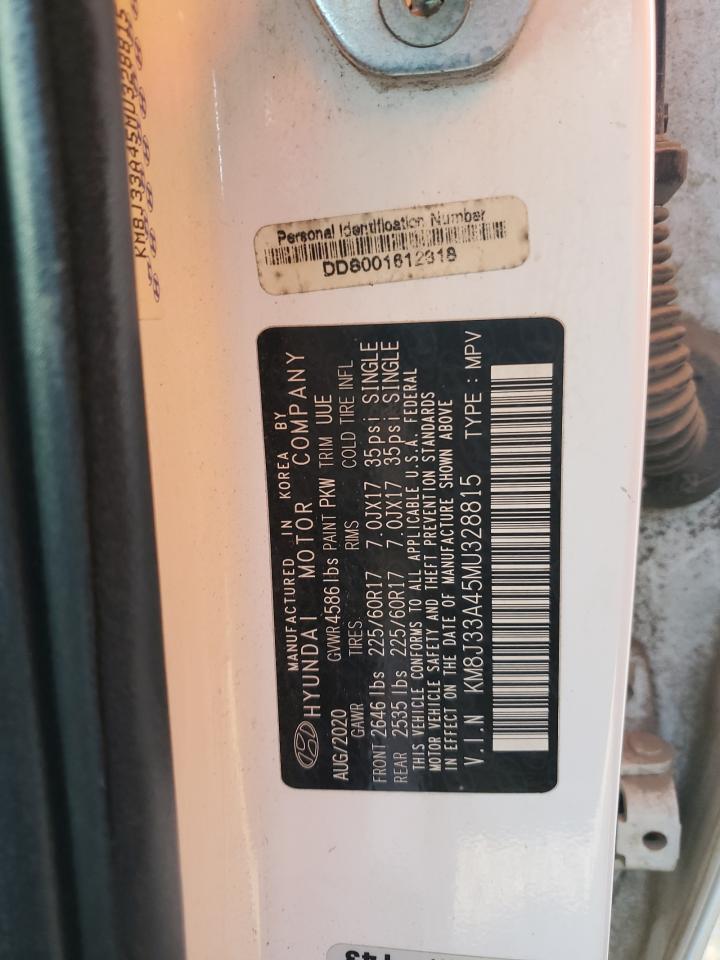 KM8J33A45MU328815
Personal Identification Number
DD8001612318
MANUFACTURED IN KOREA BY
HYUNDAI MOTOR COMPANY
AUG/2020 GVWR 4586 lbs PAINT PKW TRIM UUE
GAWR TIRES: RIMS COLD TIRE INFL
FRONT 2646 lbs 225/60R17 7.0JX17 35psi SINGLE
REAR 2535 lbs 225/60R17 7.0JX17 35psi SINGLE
THIS VEHICLE CONFORMS TO ALL APPLICABLE U.S.A. FEDERAL
MOTOR VEHICLE SAFETY AND THEFT PREVENTION STANDARDS
IN EFFECT ON THE DATE OF MANUFACTURE SHOWN ABOVE
V.I.N KM8J33A45MU328815 TYPE : MPV